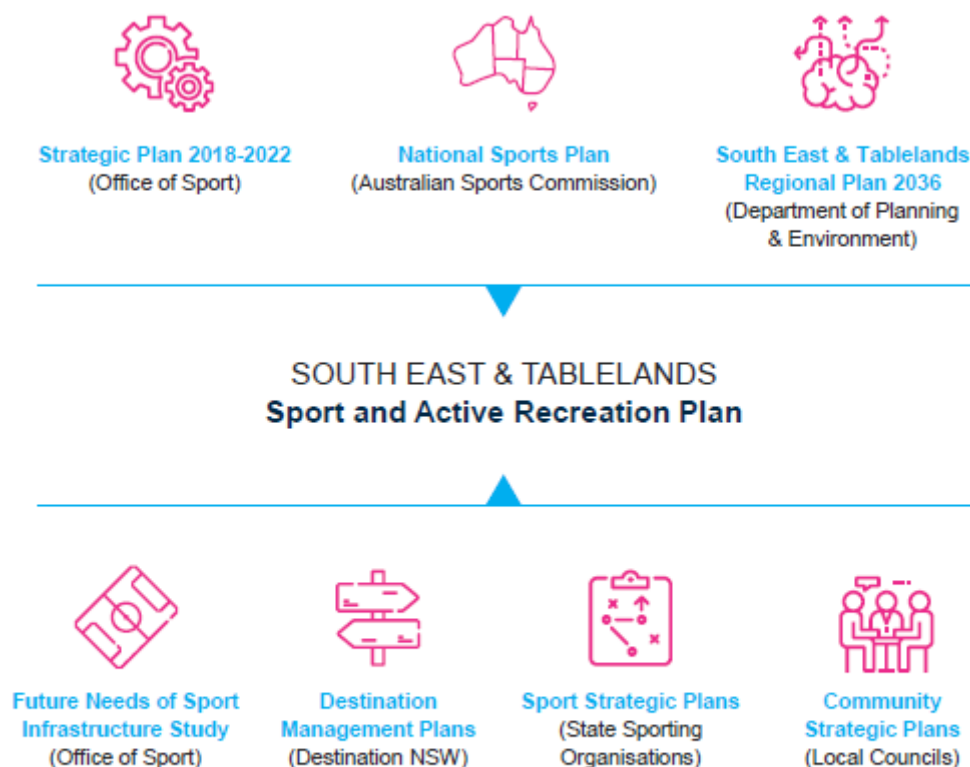 Strategic Plan 2018-2022
(Office of Sport)
National Sports Plan
(Australian Sports Commission)
South East & Tablelands
Regional Plan 2036
(Department of Planning
& Environment)
SOUTH EAST & TABLELANDS
Sport and Active Recreation Plan
Future Needs of Sport
Infrastructure Study
(Office of Sport)
Destination
Management Plans
(Destination NSW)
Sport Strategic Plans
(State Sporting
Organisations)
Community
Strategic Plans
(Local Councils)